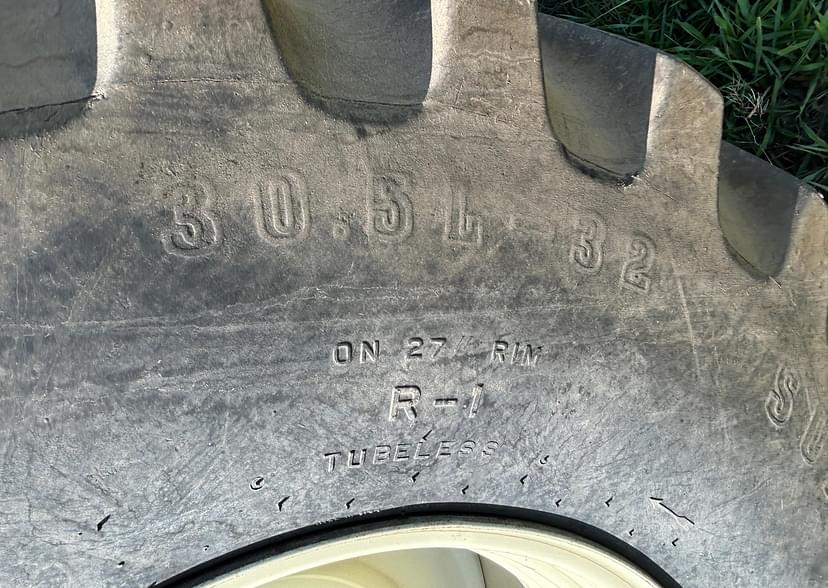 30.5L-32
ON 27" RIM
R-1
TUBELESS